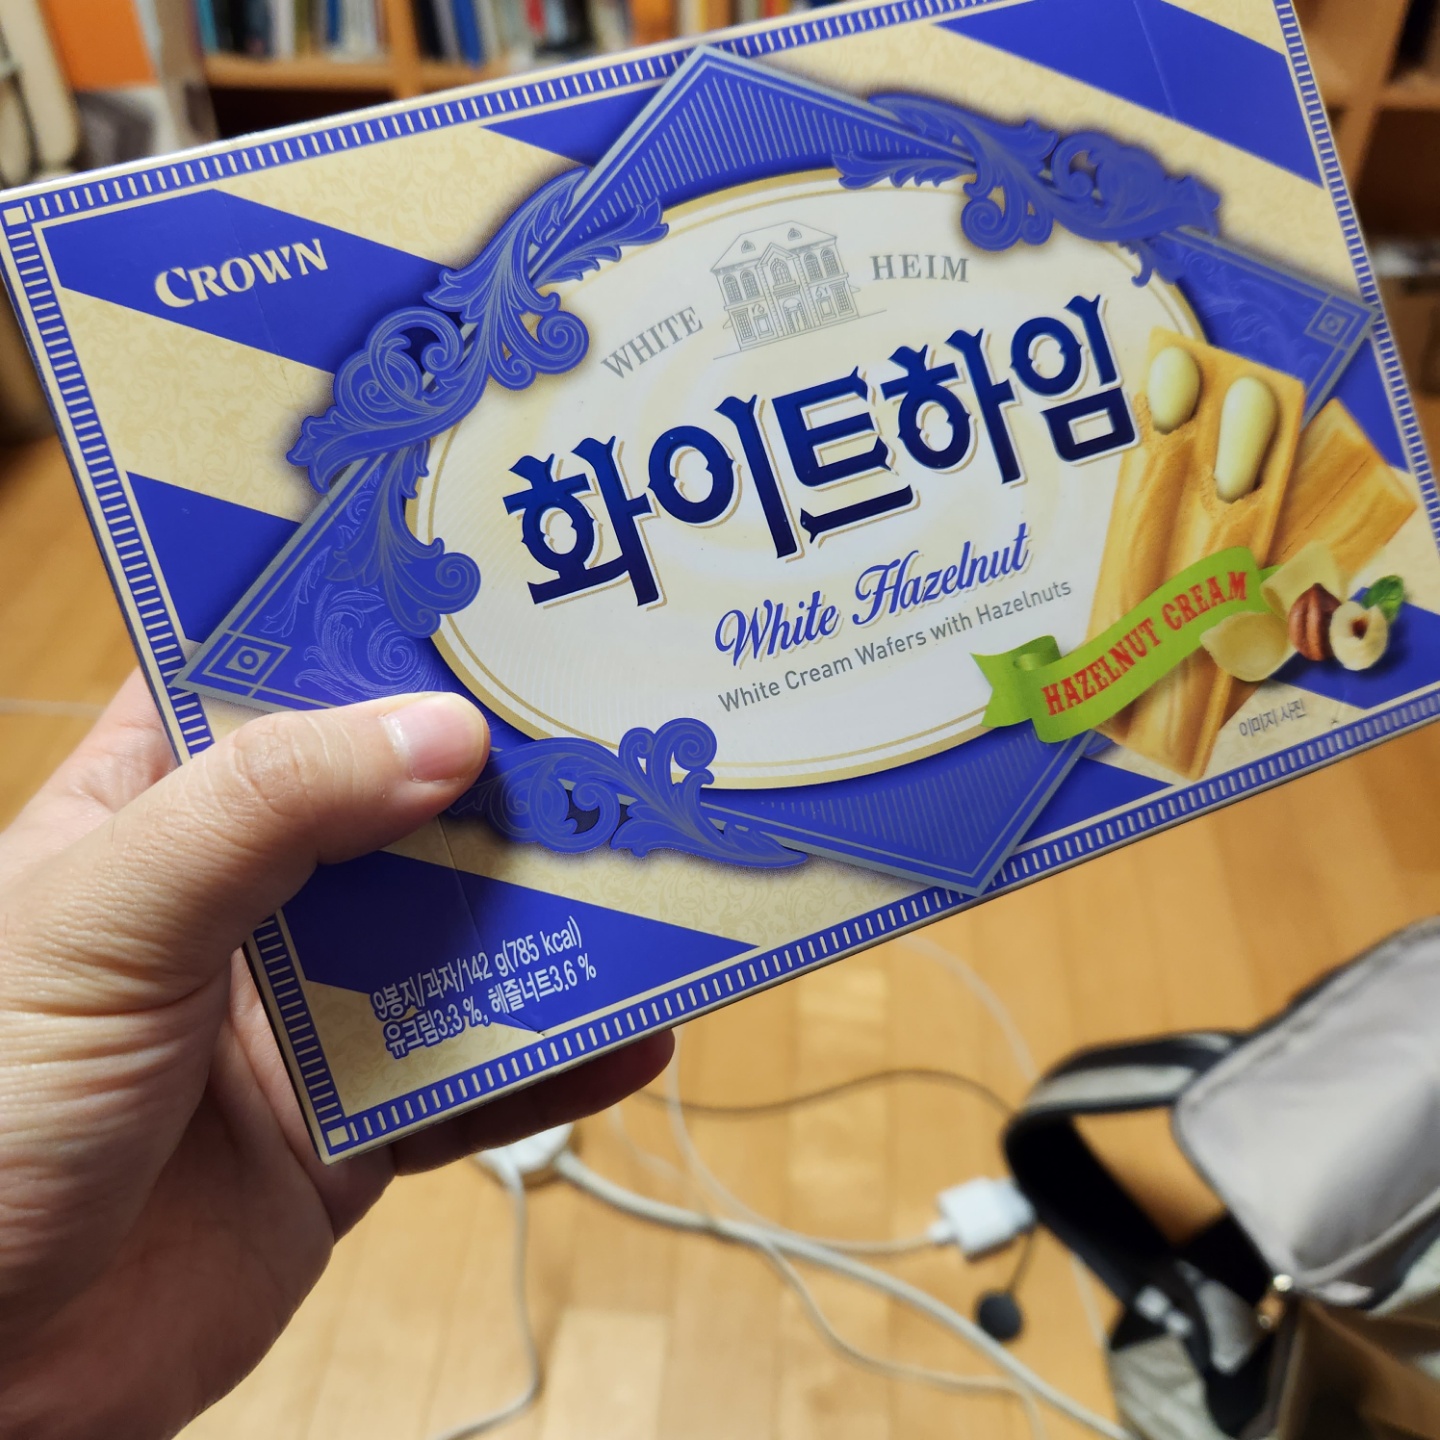 CROWN
WHITE HEIM
화이트하임
White Hazelnut
White Cream Wafers with Hazelnuts
HAZELNUT CREAM
이미지 사진
9봉지/과자/142 g(785 kcal)
유크림3.3 %, 헤즐너트3.6 %